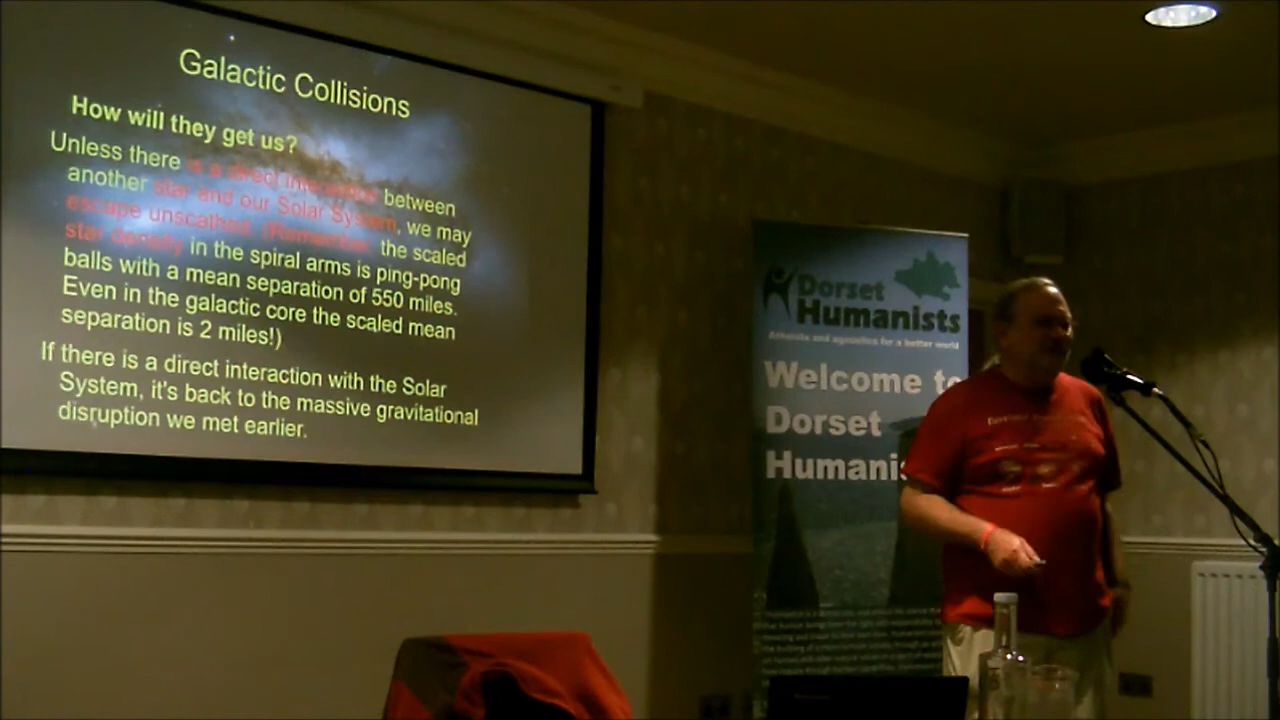 Galactic Collisions
How will they get us?
Unless there is a direct interaction between
another star and our Solar System, we may
escape unscathed. (Remember the scaled
star density in the spiral arms is ping-pong
balls with a mean separation of 550 miles.
Even in the galactic core the scaled mean
separation is 2 miles!)
If there is a direct interaction with the Solar
System, it's back to the massive gravitational
disruption we met earlier.
Dorset
Humanists
Atheists and agnostics for a better world
Welcome to
Dorset
Humanis